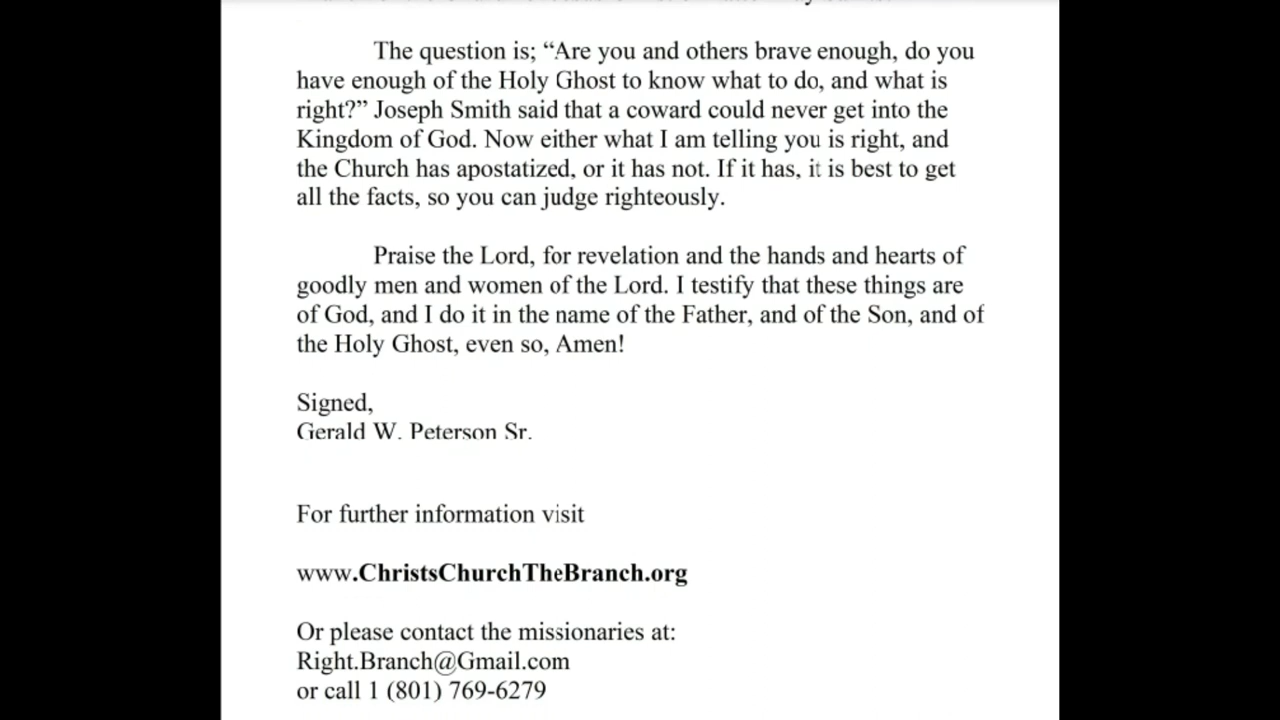 The question is; “Are you and others brave enough, do you
have enough of the Holy Ghost to know what to do, and what is
right?” Joseph Smith said that a coward could never get into the
Kingdom of God. Now either what I am telling you is right, and
the Church has apostatized, or it has not. If it has, it is best to get
all the facts, so you can judge righteously.
Praise the Lord, for revelation and the hands and hearts of
goodly men and women of the Lord. I testify that these things are
of God, and I do it in the name of the Father, and of the Son, and of
the Holy Ghost, even so, Amen!
Signed,
Gerald W. Peterson Sr.
For further information visit
www.ChristsChurchTheBranch.org
Or please contact the missionaries at:
Right.Branch@Gmail.com
or call 1 (801) 769-6279